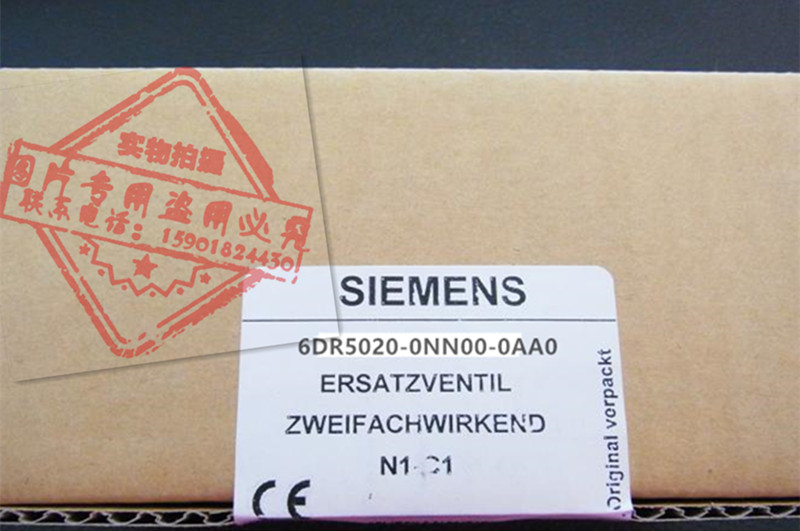 实物拍摄
图片专用盗用必究
联系电话：15901824430
SIEMENS
6DR5020-0NN00-0AA0
ERSATZVENTIL
ZWEIFACHWIRKEND
N1-C1
CE
Original verpackt